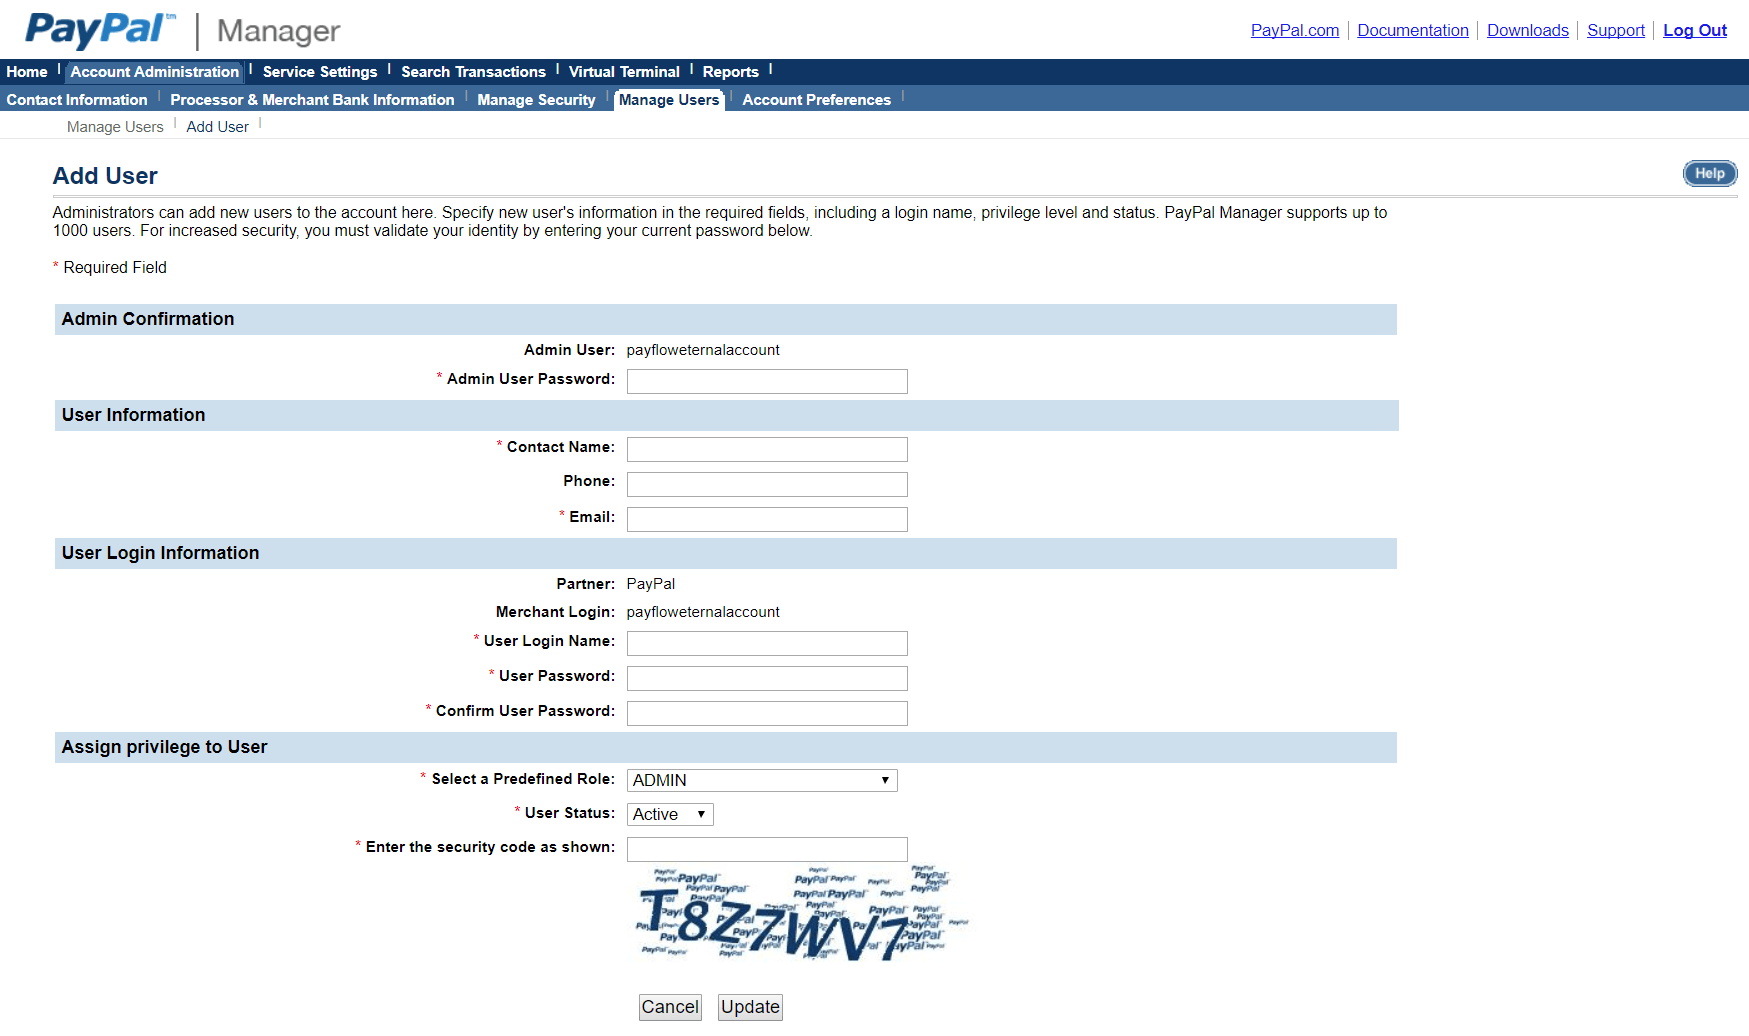 PayPal™ | Manager
PayPal.com | Documentation | Downloads | Support | Log Out
Home | Account Administration | Service Settings | Search Transactions | Virtual Terminal | Reports |
Contact Information | Processor & Merchant Bank Information | Manage Security | Manage Users | Account Preferences |
Manage Users | Add User |
Add User
Help
Administrators can add new users to the account here. Specify new user's information in the required fields, including a login name, privilege level and status. PayPal Manager supports up to
1000 users. For increased security, you must validate your identity by entering your current password below.
* Required Field
Admin Confirmation
Admin User: payfloweternalaccount
* Admin User Password:
User Information
* Contact Name:
Phone:
* Email:
User Login Information
Partner: PayPal
Merchant Login: payfloweternalaccount
* User Login Name:
* User Password:
* Confirm User Password:
Assign privilege to User
* Select a Predefined Role: ADMIN
* User Status: Active
* Enter the security code as shown:
T8Z7WV7
Cancel Update